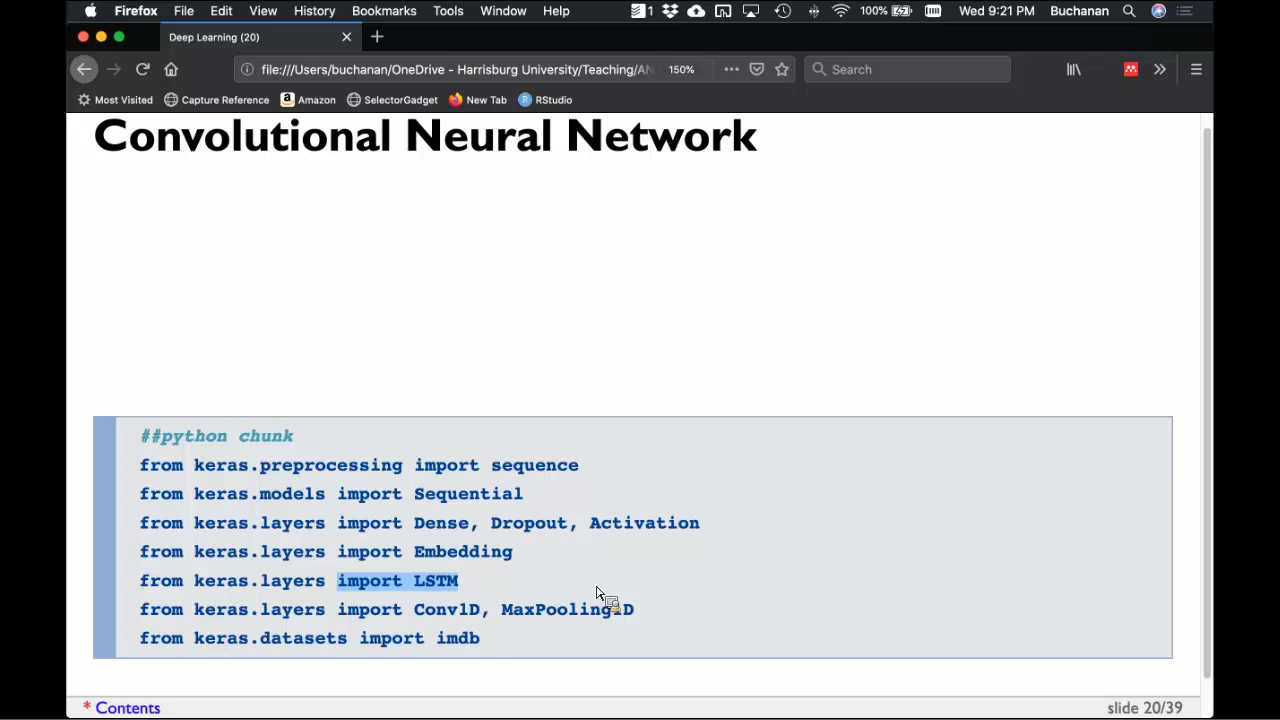 Firefox File Edit View History Bookmarks Tools Window Help 1 100% Wed 9:21 PM Buchanan
Deep Learning (20)
file:///Users/buchanan/OneDrive - Harrisburg University/Teaching/AN 150% Search
Most Visited Capture Reference Amazon SelectorGadget New Tab RStudio
Convolutional Neural Network
##python chunk
from keras.preprocessing import sequence
from keras.models import Sequential
from keras.layers import Dense, Dropout, Activation
from keras.layers import Embedding
from keras.layers import LSTM
from keras.layers import Conv1D, MaxPooling1D
from keras.datasets import imdb
* Contents slide 20/39